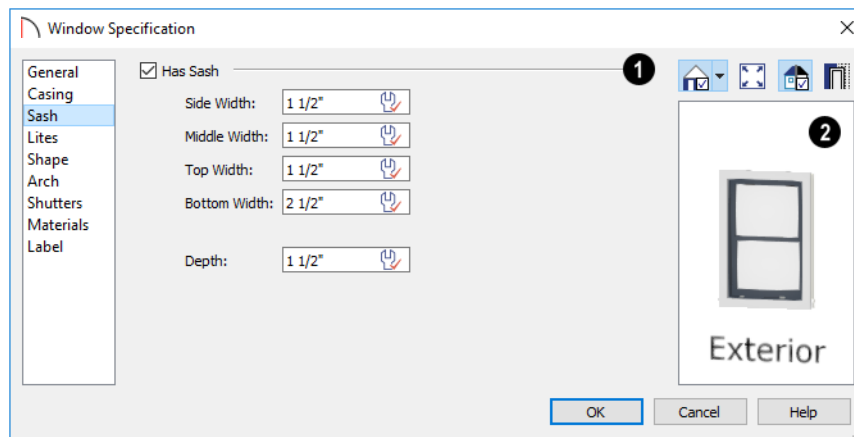 Window Specification
General
Casing
Sash
Lites
Shape
Arch
Shutters
Materials
Label
Has Sash
Side Width: 1 1/2"
Middle Width: 1 1/2"
Top Width: 1 1/2"
Bottom Width: 2 1/2"
Depth: 1 1/2"
1
2
Exterior
OK Cancel Help